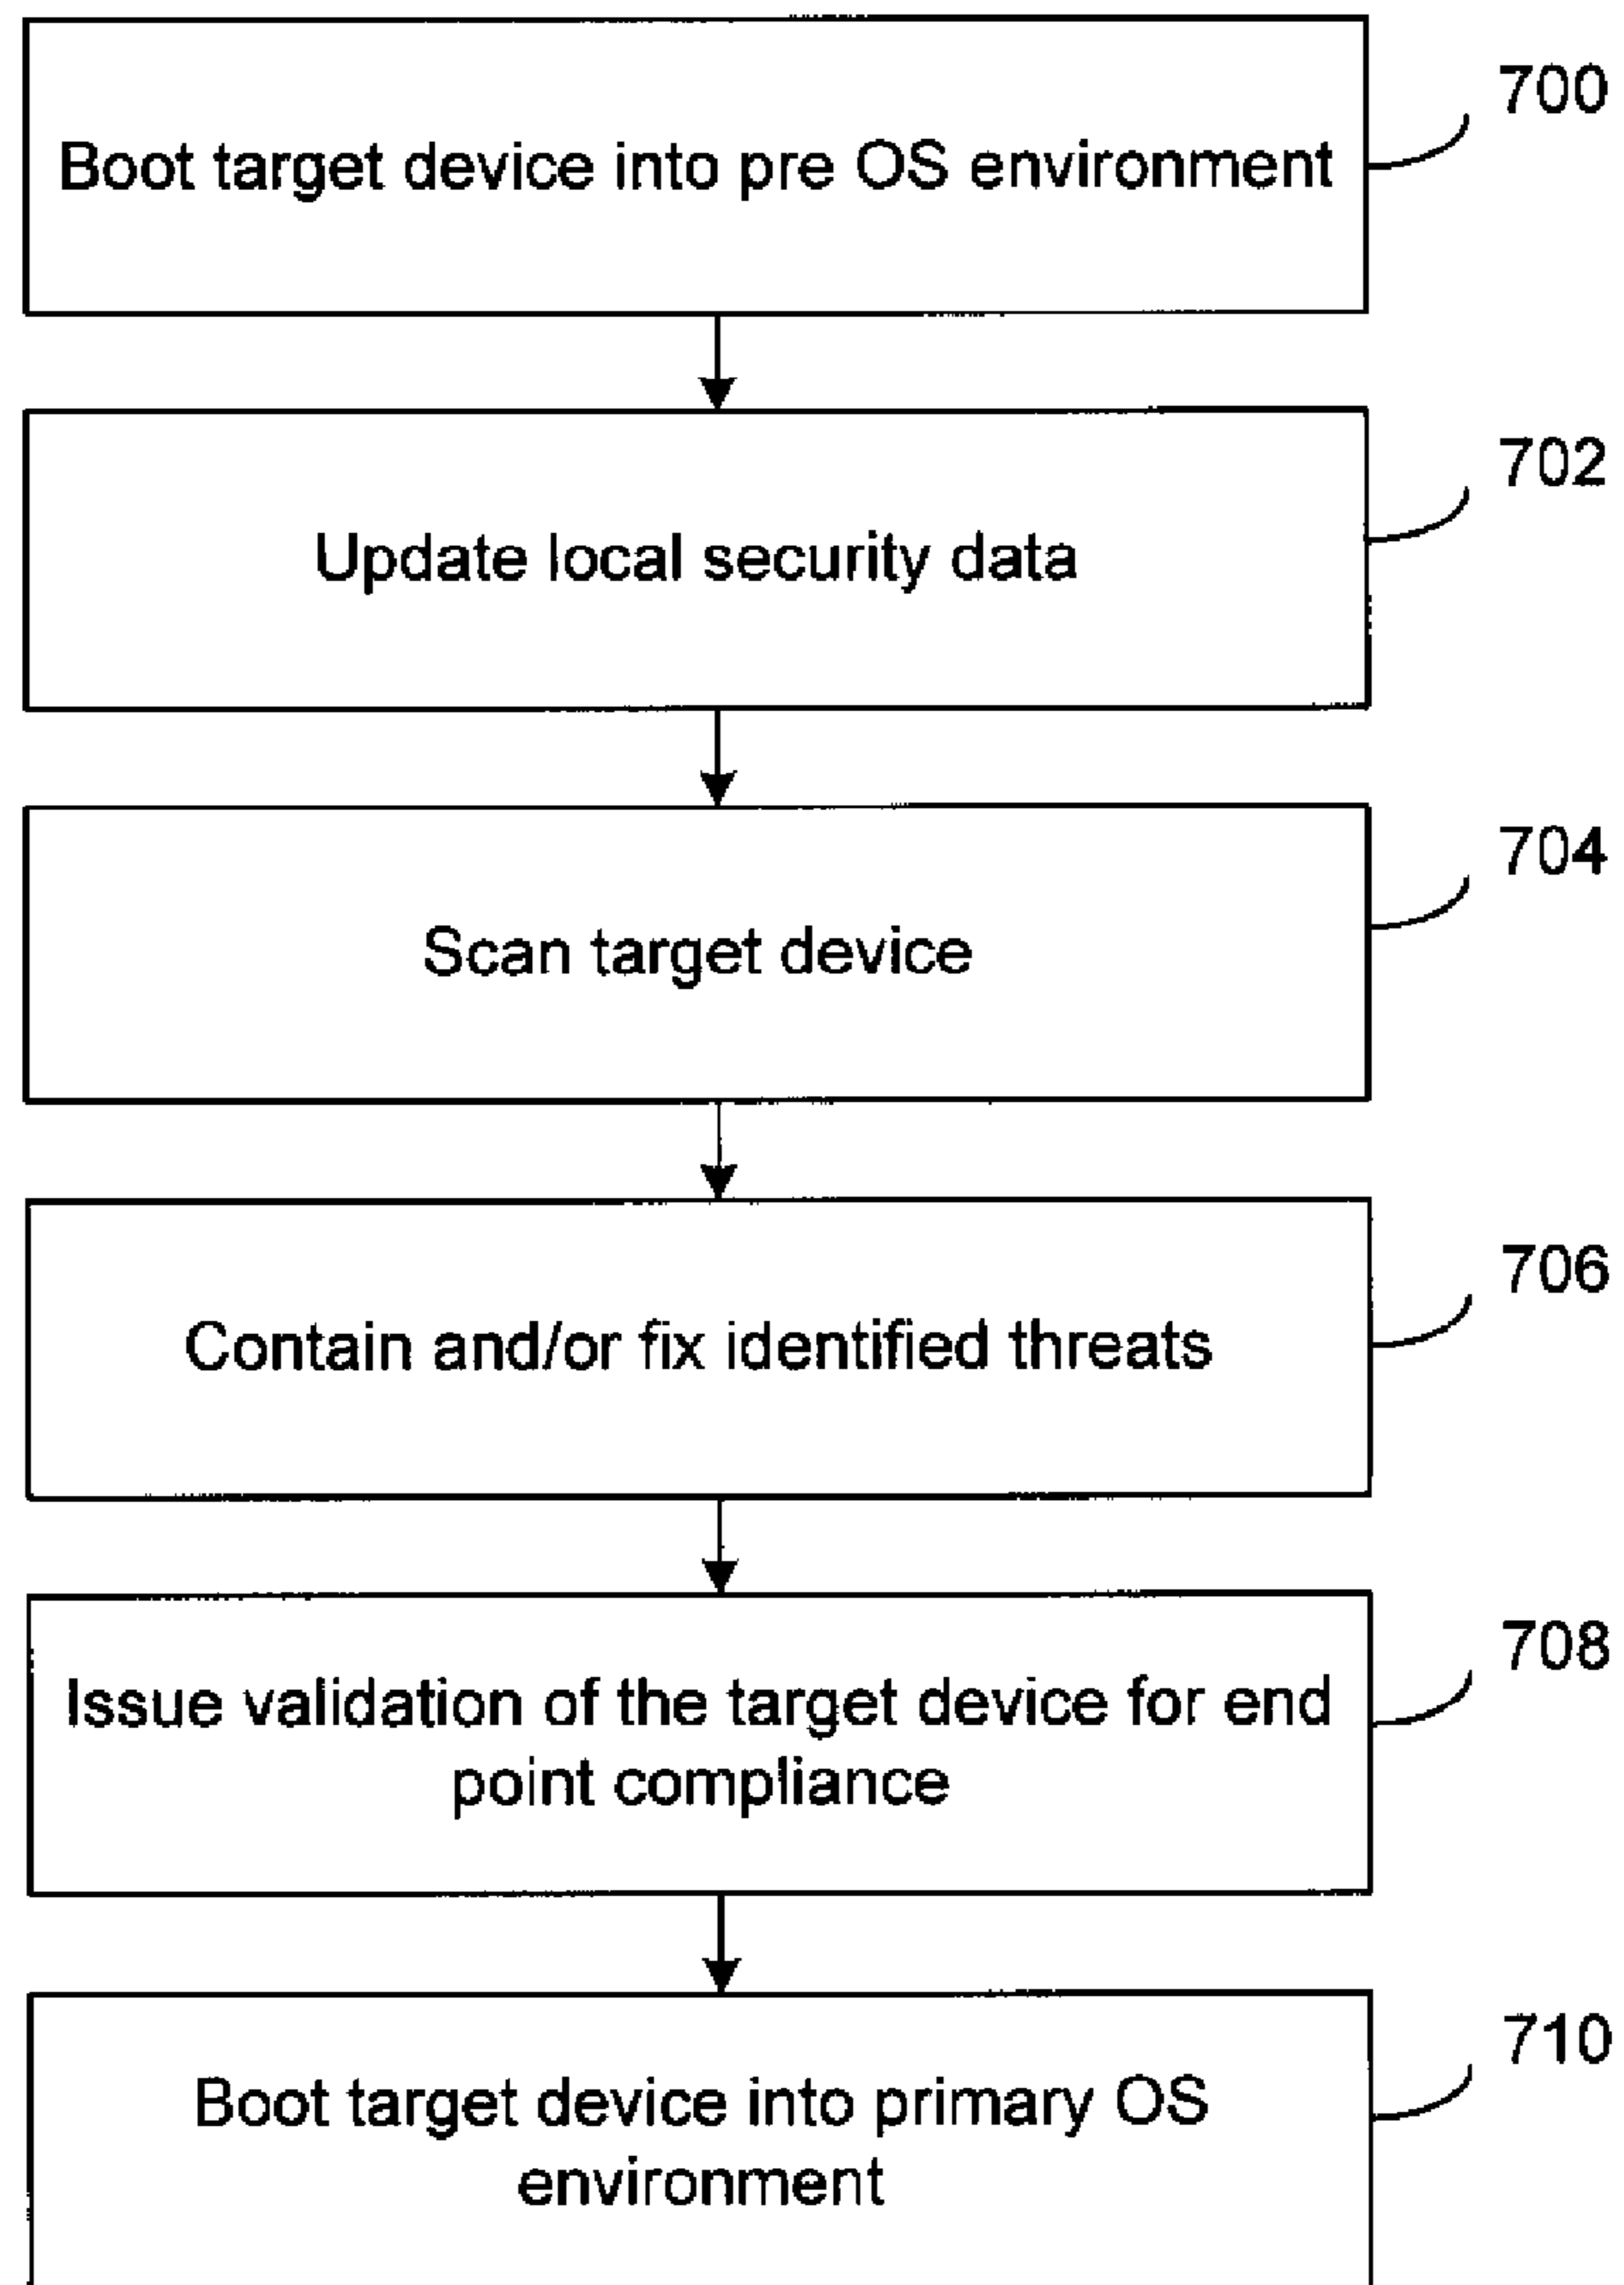 700
Boot target device into pre OS environment
702
Update local security data
704
Scan target device
706
Contain and/or fix identified threats
708
Issue validation of the target device for end
point compliance
710
Boot target device into primary OS
environment